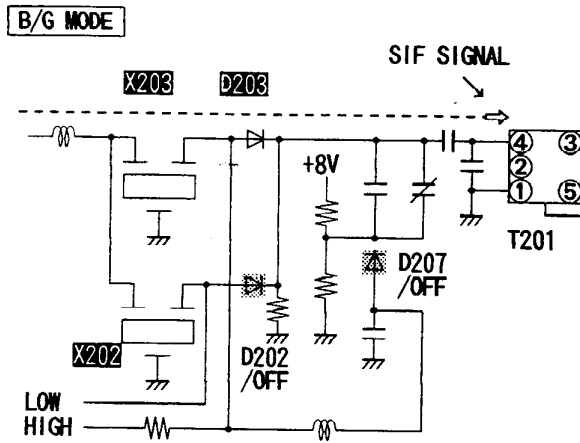 B/G MODE
SIF SIGNAL
X203 D203
+8V
4 3
2
1 5
T201
D207
/OFF
X202
D202
/OFF
LOW
HIGH